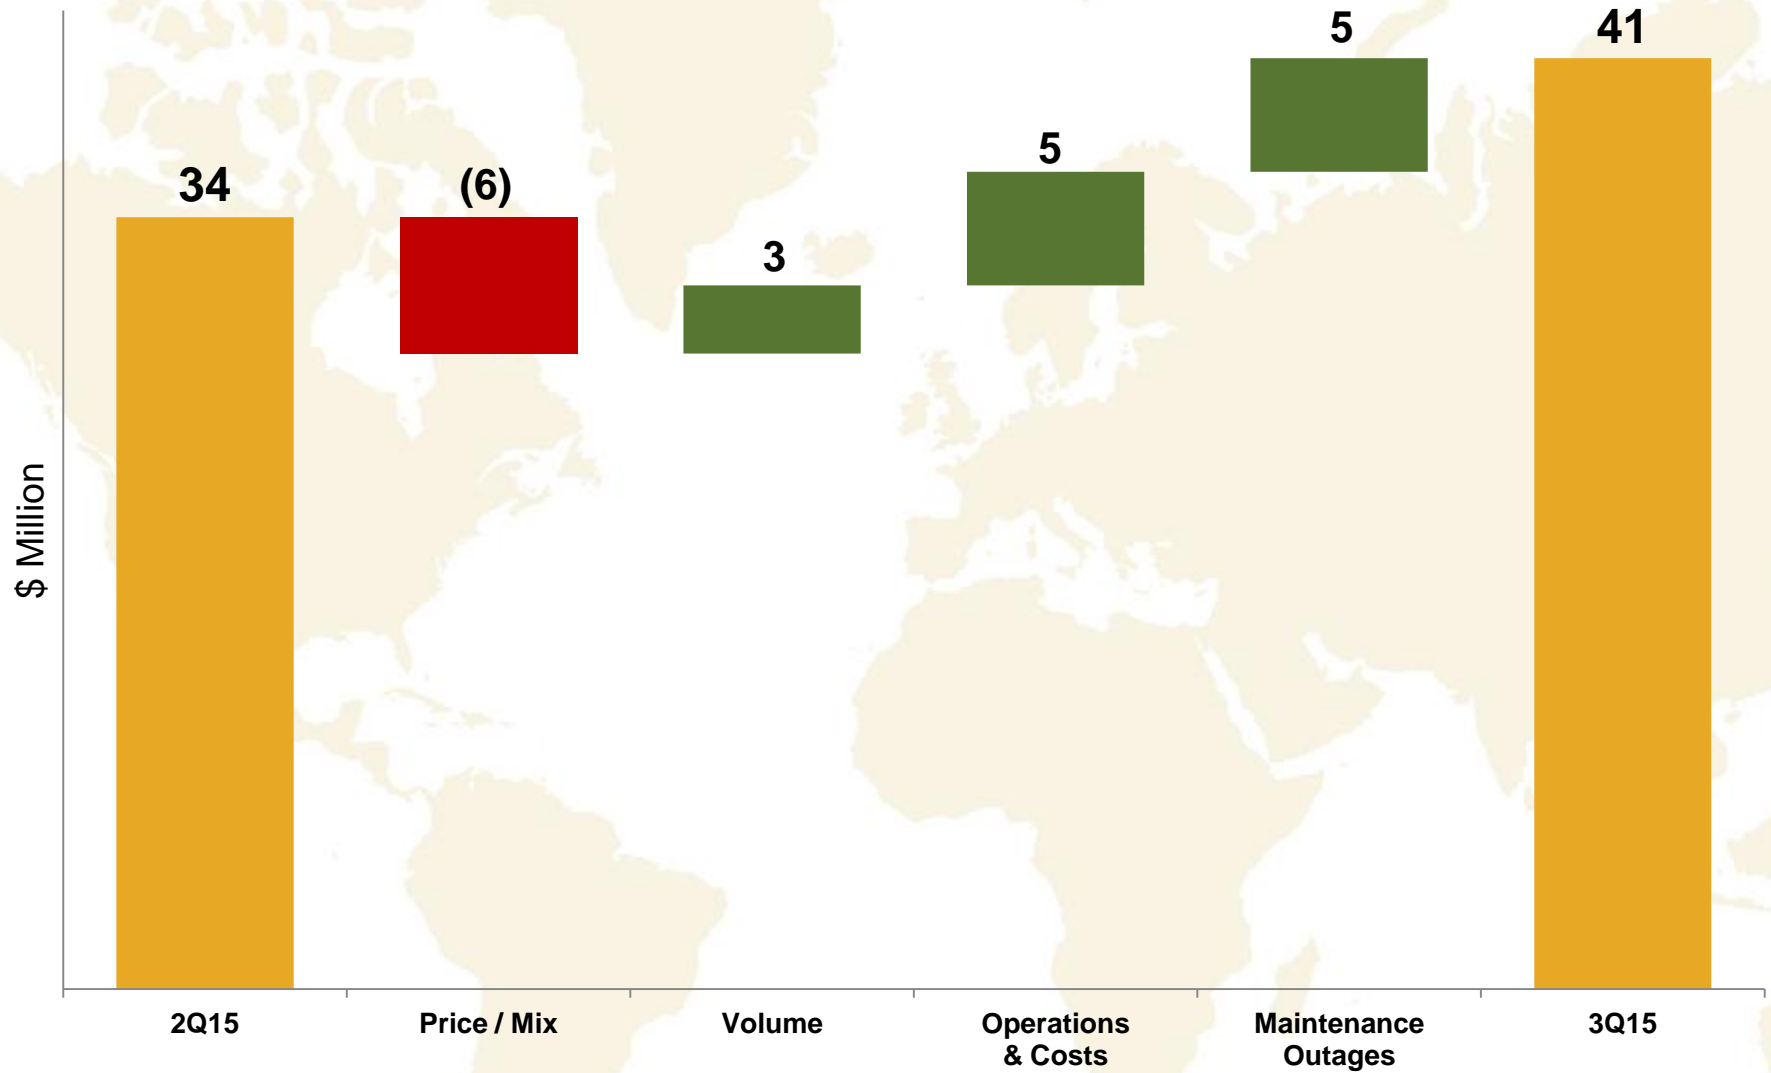 5
41
5
34
(6)
3
$ Million
2Q15
Price / Mix
Volume
Operations
& Costs
Maintenance
Outages
3Q15